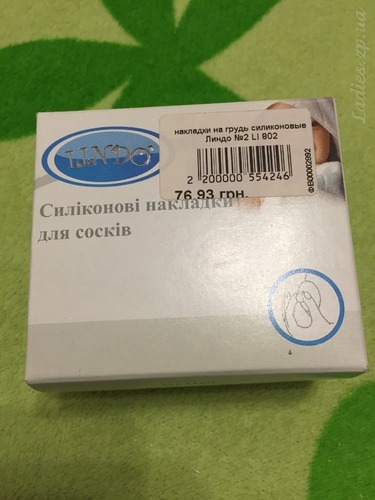 Ladies.zp.ua
накладки на грудь силиконовые
Линдо №2 LI 802
2 200000 554246
76,93 грн.
ФБ00002892
LINDO
Силіконові накладки
для сосків